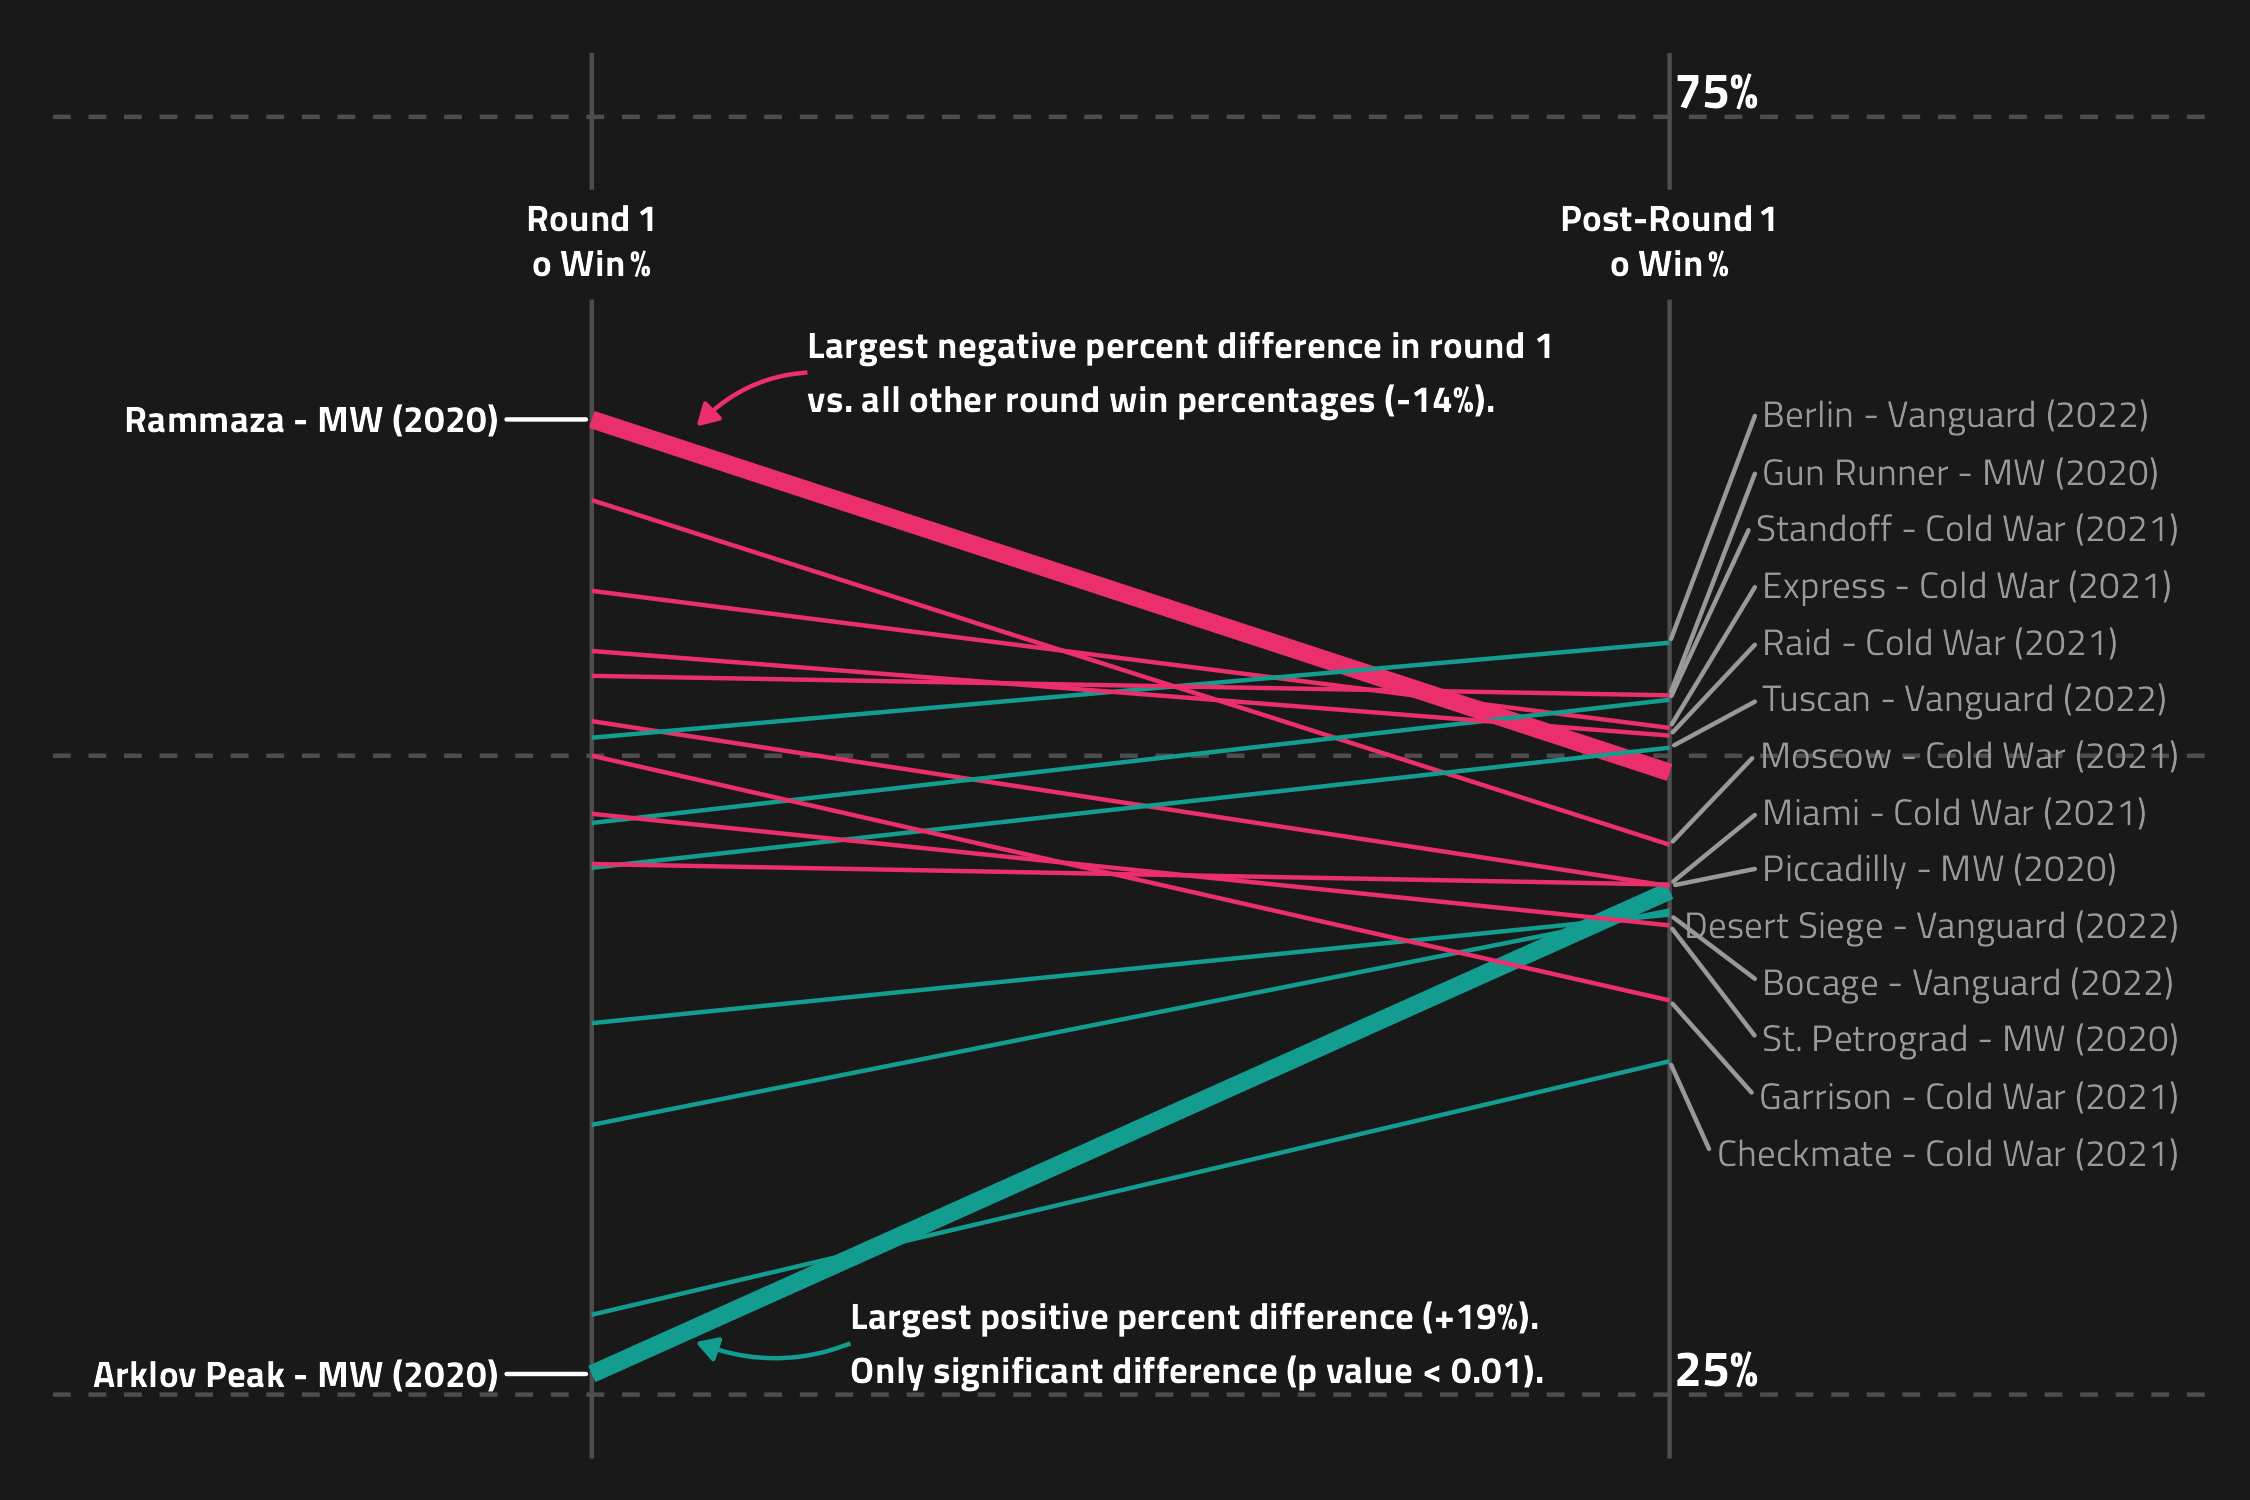 75%
Round 1
o Win %
Post-Round 1
o Win %
Largest negative percent difference in round 1
vs. all other round win percentages (-14%).
Rammaza - MW (2020)
Berlin - Vanguard (2022)
Gun Runner - MW (2020)
Standoff - Cold War (2021)
Express - Cold War (2021)
Raid - Cold War (2021)
Tuscan - Vanguard (2022)
Moscow - Cold War (2021)
Miami - Cold War (2021)
Piccadilly - MW (2020)
Desert Siege - Vanguard (2022)
Bocage - Vanguard (2022)
St. Petrograd - MW (2020)
Garrison - Cold War (2021)
Checkmate - Cold War (2021)
Largest positive percent difference (+19%).
Only significant difference (p value < 0.01).
Arklov Peak - MW (2020)
25%